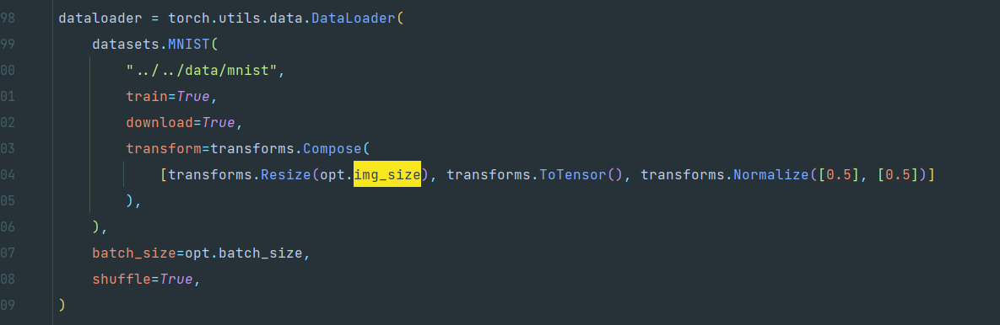 98 dataloader = torch.utils.data.DataLoader(
99 datasets.MNIST(
00 "../../data/mnist",
01 train=True,
02 download=True,
03 transform=transforms.Compose(
04 [transforms.Resize(opt.img_size), transforms.ToTensor(), transforms.Normalize([0.5], [0.5])]
05 ),
06 ),
07 batch_size=opt.batch_size,
08 shuffle=True,
09 )